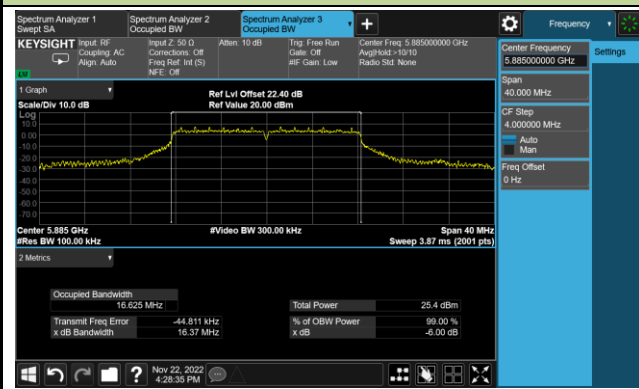 Spectrum Analyzer 1
Swept SA
Spectrum Analyzer 2
Occupied BW
Spectrum Analyzer 3
Occupied BW
Frequency
KEYSIGHT
Input: RF
Coupling: AC
Align: Auto
Input Z: 50 Ω
Corrections: Off
Freq Ref: Int (S)
NFE: Off
Atten: 10 dB
Trig: Free Run
Gate: Off
#IF Gain: Low
Center Freq: 5.885000000 GHz
Avg|Hold:>10/10
Radio Std: None
Center Frequency
5.885000000 GHz
Settings
Span
40.000 MHz
CF Step
4.000000 MHz
Auto
Man
Freq Offset
0 Hz
1 Graph
Ref Lvl Offset 22.40 dB
Scale/Div 10.0 dB
Ref Value 20.00 dBm
Log
10.0
0.00
-10.0
-20.0
-30.0
-40.0
-50.0
-60.0
-70.0
Center 5.885 GHz
#Video BW 300.00 kHz
Span 40 MHz
#Res BW 100.00 kHz
Sweep 3.87 ms (2001 pts)
2 Metrics
Occupied Bandwidth
16.625 MHz
Total Power 25.4 dBm
Transmit Freq Error -44.811 kHz
% of OBW Power 99.00 %
x dB Bandwidth 16.37 MHz
x dB -6.00 dB
Nov 22, 2022
4:28:35 PM